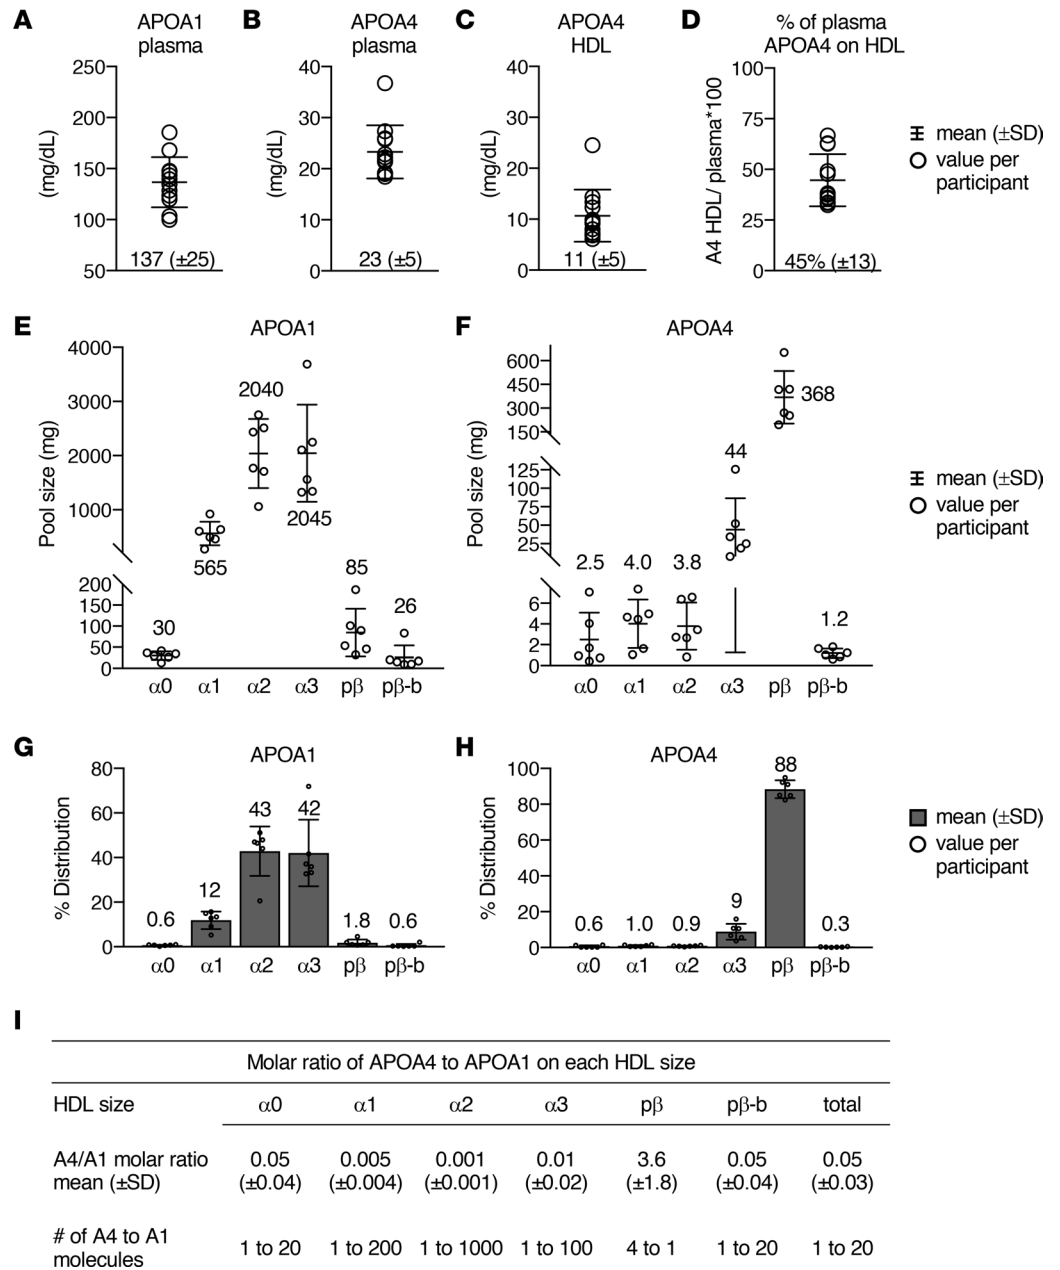 A
APOA1
plasma
(mg/dL)
250
200
150
100
50
137 (±25)
B
APOA4
plasma
(mg/dL)
40
30
20
10
0
23 (±5)
C
APOA4
HDL
(mg/dL)
40
30
20
10
0
11 (±5)
D
% of plasma
APOA4 on HDL
A4 HDL/ plasma*100
100
75
50
25
0
45% (±13)
mean (±SD)
value per
participant
E
APOA1
Pool size (mg)
4000
3000
2000
1000
200
150
100
50
0
30
565
2040
2045
85
26
α0 α1 α2 α3 pβ pβ-b
F
APOA4
Pool size (mg)
600
450
300
150
125
100
75
50
25
6
4
2
0
2.5
4.0
3.8
44
368
1.2
α0 α1 α2 α3 pβ pβ-b
mean (±SD)
value per
participant
G
APOA1
% Distribution
80
60
40
20
0
0.6
12
43
42
1.8
0.6
α0 α1 α2 α3 pβ pβ-b
H
APOA4
% Distribution
100
80
60
40
20
0
0.6
1.0
0.9
9
88
0.3
α0 α1 α2 α3 pβ pβ-b
mean (±SD)
value per
participant
I
Molar ratio of APOA4 to APOA1 on each HDL size
HDL size α0 α1 α2 α3 pβ pβ-b total
A4/A1 molar ratio 0.05 0.005 0.001 0.01 3.6 0.05 0.05
mean (±SD) (±0.04) (±0.004) (±0.001) (±0.02) (±1.8) (±0.04) (±0.03)
# of A4 to A1
molecules 1 to 20 1 to 200 1 to 1000 1 to 100 4 to 1 1 to 20 1 to 20